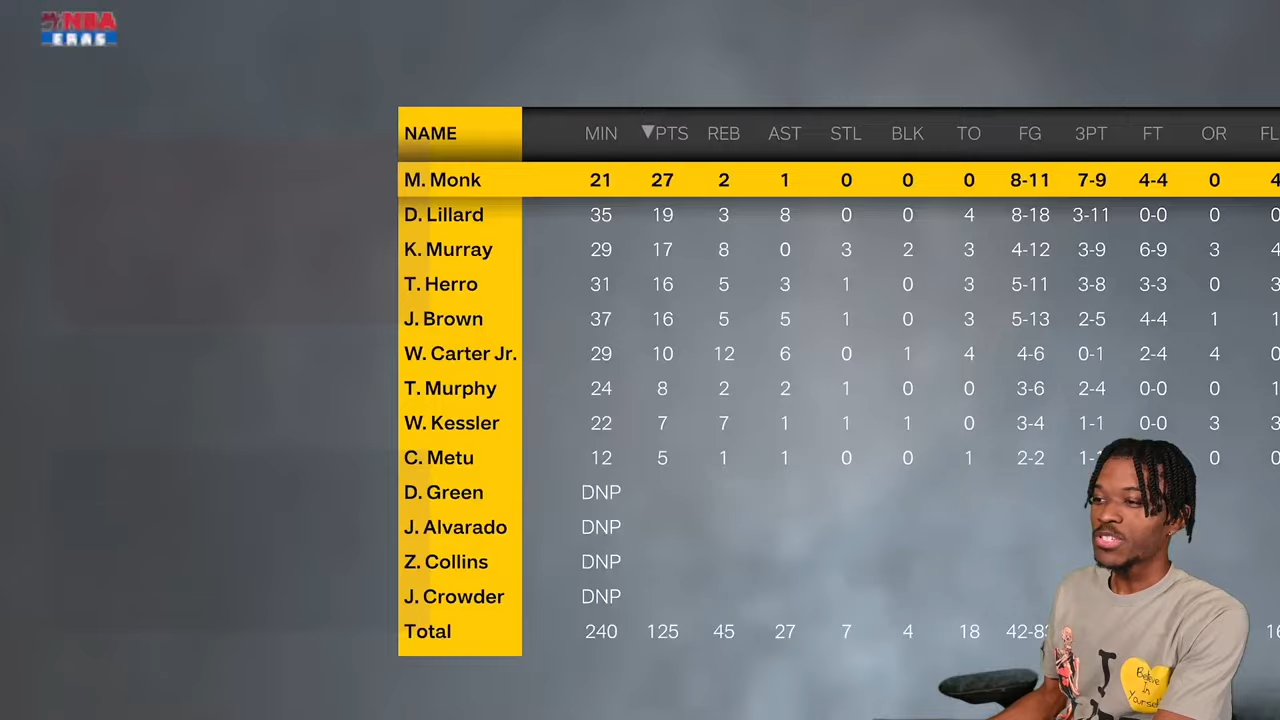 NBA
ERAS
NAME MIN ▼PTS REB AST STL BLK TO FG 3PT FT OR
M. Monk 21 27 2 1 0 0 0 8-11 7-9 4-4 0 4
D. Lillard 35 19 3 8 0 0 4 8-18 3-11 0-0 0 0
K. Murray 29 17 8 0 3 2 3 4-12 3-9 6-9 3 4
T. Herro 31 16 5 3 1 0 3 5-11 3-8 3-3 0 3
J. Brown 37 16 5 5 1 0 3 5-13 2-5 4-4 1 1
W. Carter Jr. 29 10 12 6 0 1 4 4-6 0-1 2-4 4 0
T. Murphy 24 8 2 2 1 0 0 3-6 2-4 0-0 0 1
W. Kessler 22 7 7 1 1 1 0 3-4 1-1 0-0 3 3
C. Metu 12 5 1 1 0 0 1 2-2 0 0
D. Green DNP
J. Alvarado DNP
Z. Collins DNP
J. Crowder DNP
Total 240 125 45 27 7 4 18
I
Believe
In
Yourself